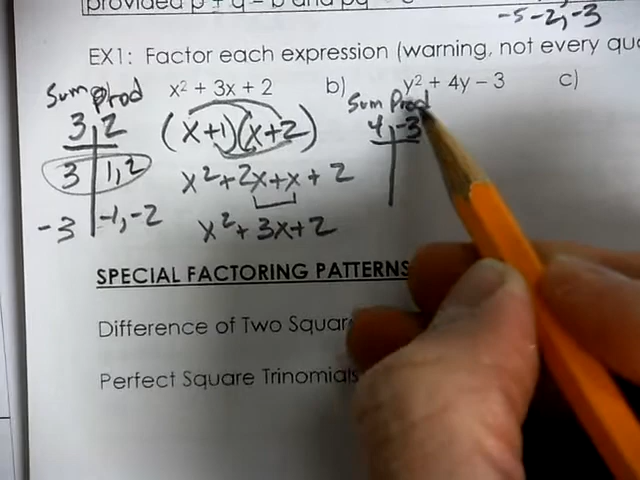 provided p + q = b and pq
-5 -2, -3
EX1: Factor each expression (warning, not every qua
Sum Prod
x² + 3x + 2
b)
y² + 4y – 3
c)
Sum Prod
3 2
(x+1)(x+2)
4, -3
3 1, 2
x²+2x+x+2
-3 -1, -2
x²+3x+2
SPECIAL FACTORING PATTERNS
Difference of Two Squar
Perfect Square Trinomials